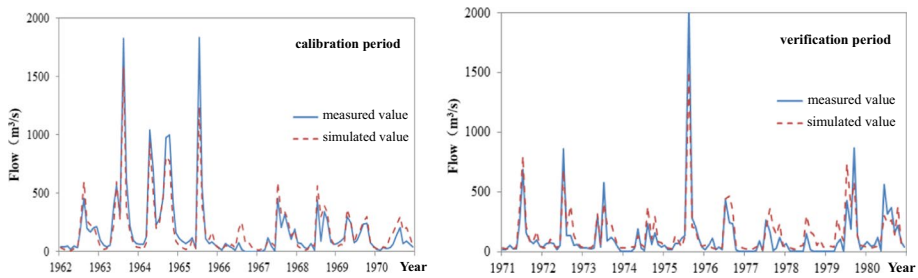 2000
1500
1000
500
0
Flow (m³/s)
calibration period
measured value
simulated value
1962 1963 1964 1965 1966 1967 1968 1969 1970 Year
2000
1500
1000
500
0
Flow (m³/s)
verification period
measured value
simulated value
1971 1972 1973 1974 1975 1976 1977 1978 1979 1980 Year